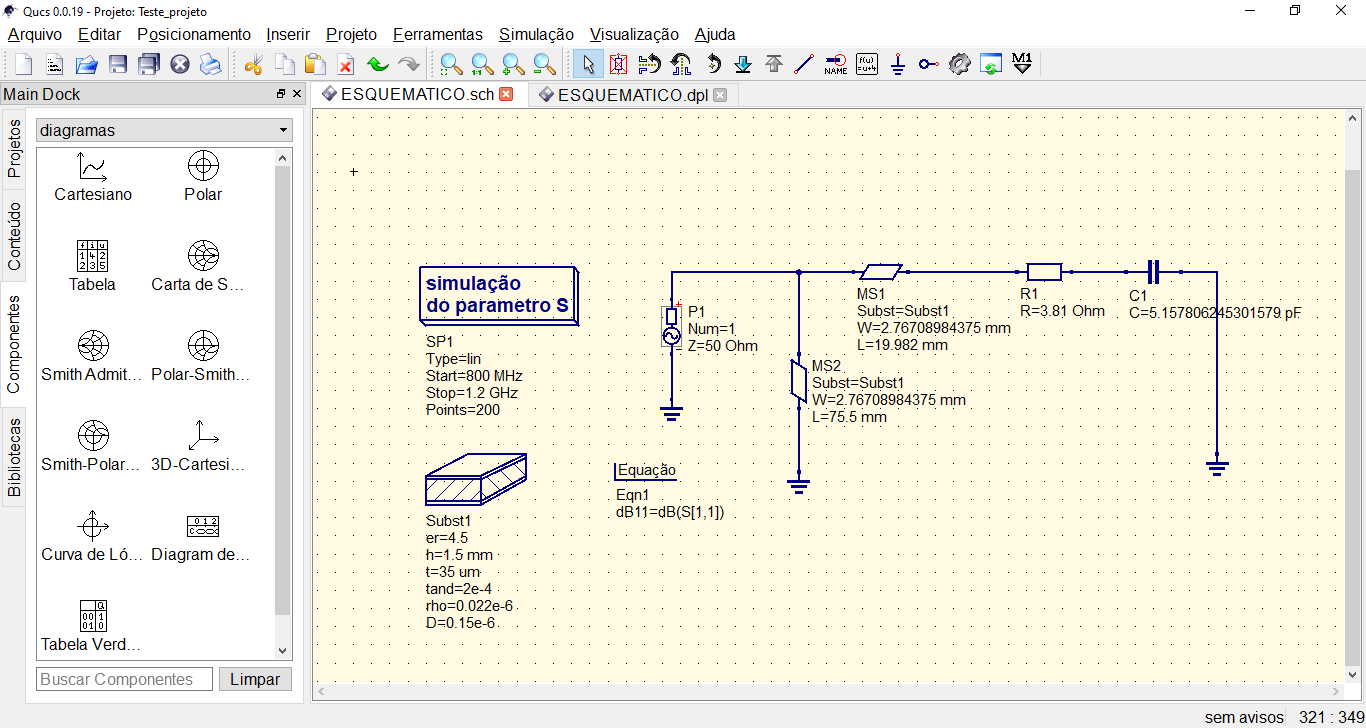 Qucs 0.0.19 - Projeto: Teste_projeto
Arquivo Editar Posicionamento Inserir Projeto Ferramentas Simulação Visualização Ajuda
1:1
NAME
f(ω)
=u+4
M1
Main Dock
ESQUEMATICO.sch
ESQUEMATICO.dpl
Projetos
Conteúdo
Componentes
Bibliotecas
diagramas
Cartesiano
Polar
Tabela
Carta de S...
Smith Admit...
Polar-Smith...
Smith-Polar...
3D-Cartesi...
Curva de Ló...
Diagram de...
Tabela Verd...
Buscar Componentes
Limpar
simulação
do parametro S
SP1
Type=lin
Start=800 MHz
Stop=1.2 GHz
Points=200
Subst1
er=4.5
h=1.5 mm
t=35 um
tand=2e-4
rho=0.022e-6
D=0.15e-6
Equação
Eqn1
dB11=dB(S[1,1])
P1
Num=1
Z=50 Ohm
MS1
Subst=Subst1
W=2.76708984375 mm
L=19.982 mm
MS2
Subst=Subst1
W=2.76708984375 mm
L=75.5 mm
R1
R=3.81 Ohm
C1
C=5.157806245301579 pF
sem avisos 321 : 349